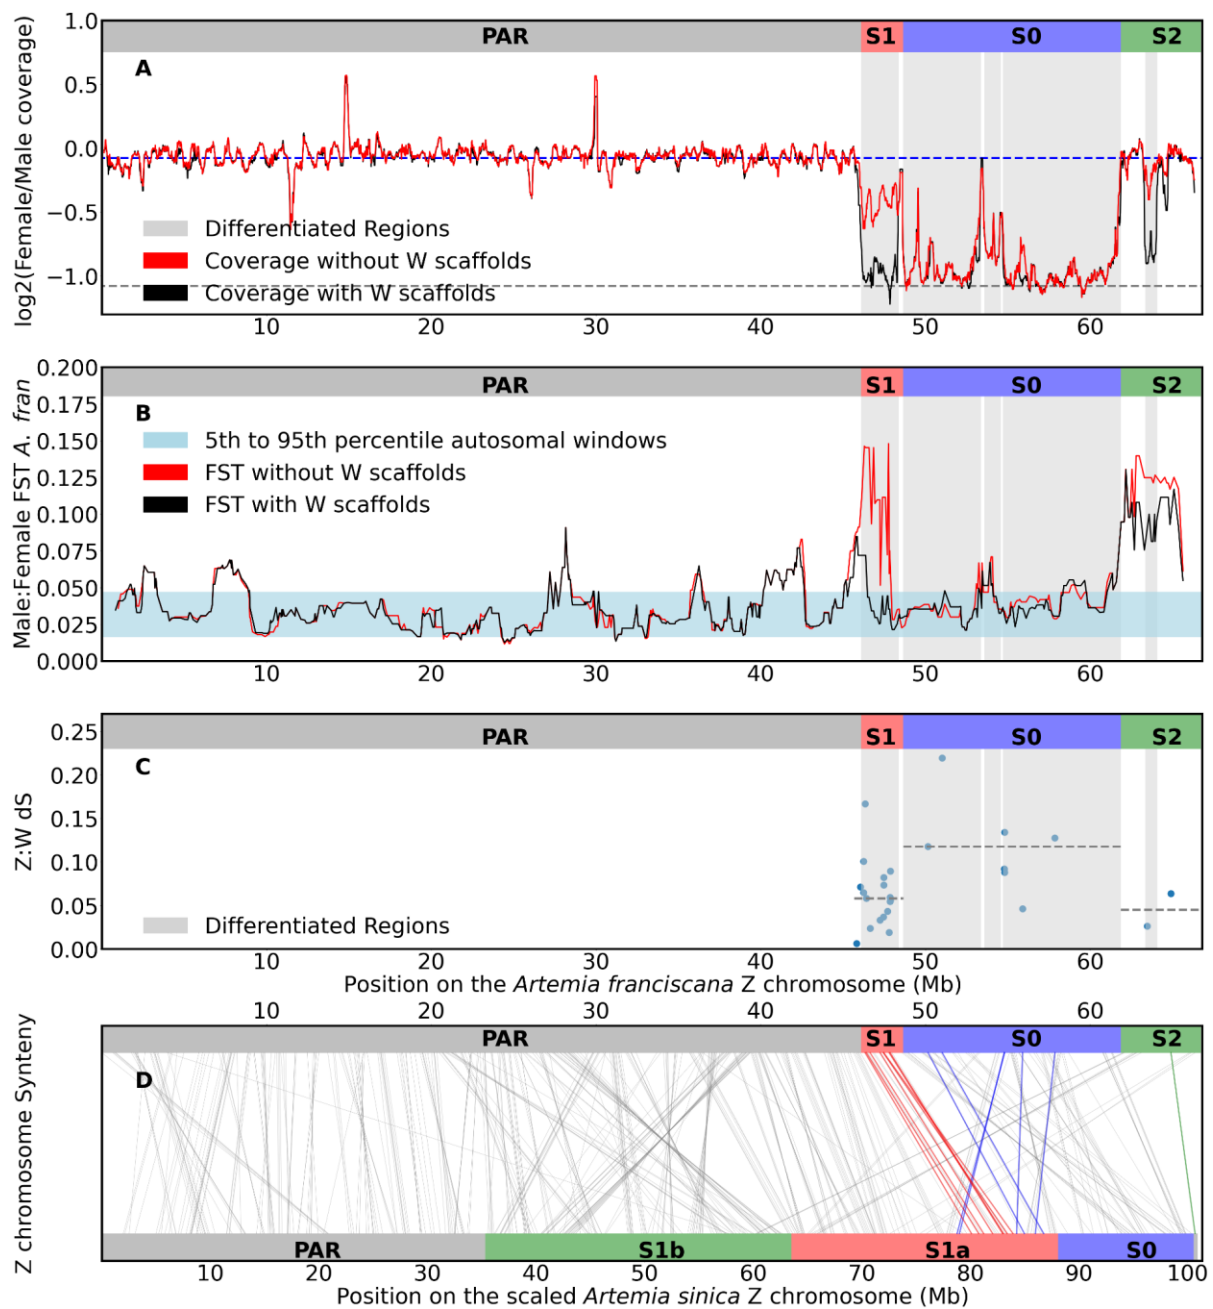 log2(Female/Male coverage)
1.0
0.5
0.0
−0.5
−1.0
PAR
S1
S0
S2
A
Differentiated Regions
Coverage without W scaffolds
Coverage with W scaffolds
10
30
40
50
60
Male:Female FST A. fran
0.200
0.175
0.150
0.125
0.100
0.075
0.050
0.025
0.000
PAR
S1
S0
S2
B
5th to 95th percentile autosomal windows
FST without W scaffolds
FST with W scaffolds
10
20
30
40
50
60
Z:W dS
0.25
0.20
0.15
0.10
0.05
0.00
PAR
S1
S0
S2
C
Differentiated Regions
10
20
30
40
50
60
Position on the Artemia franciscana Z chromosome (Mb)
10
20
30
40
50
60
Z chromosome Synteny
PAR
S1
S0
S2
D
PAR
S1b
S1a
S0
10
20
30
40
50
60
70
80
90
100
Position on the scaled Artemia sinica Z chromosome (Mb)